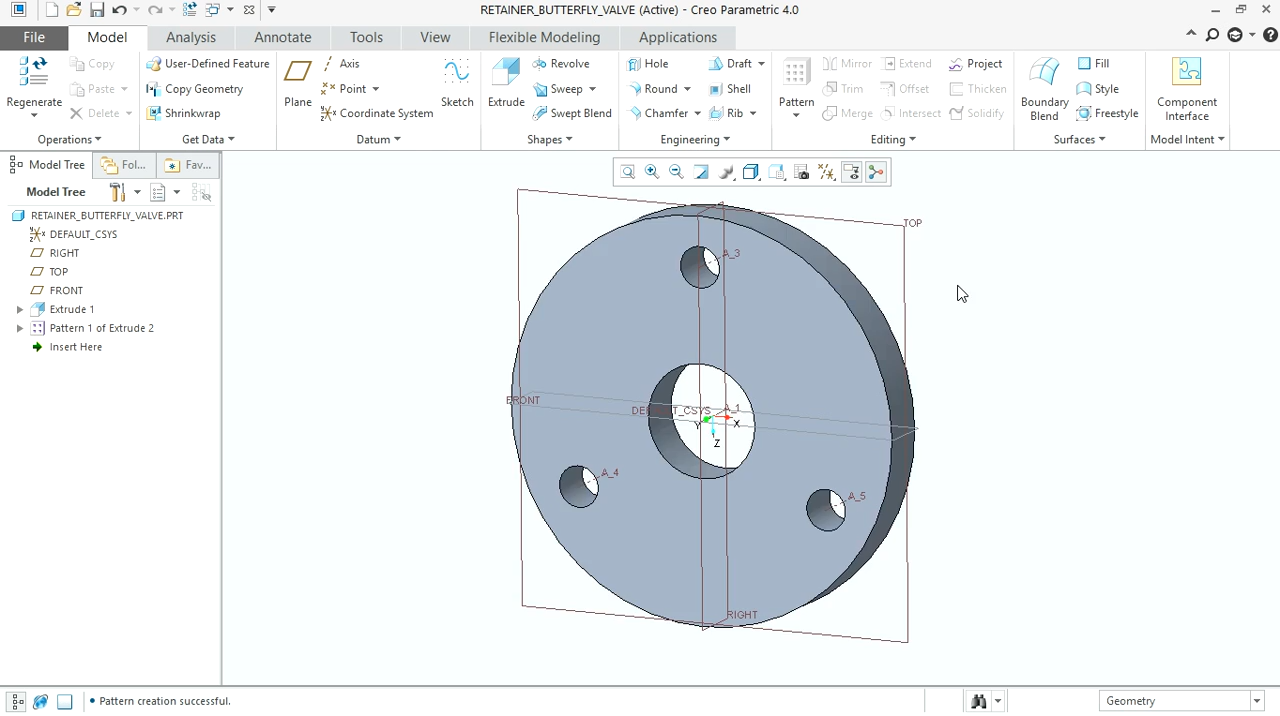 RETAINER_BUTTERFLY_VALVE (Active) - Creo Parametric 4.0
File Model Analysis Annotate Tools View Flexible Modeling Applications
Regenerate
Copy
Paste
Delete
Operations
User-Defined Feature
Copy Geometry
Shrinkwrap
Get Data
Plane
Axis
Point
Coordinate System
Sketch
Datum
Extrude
Revolve
Sweep
Swept Blend
Shapes
Hole
Round
Chamfer
Draft
Shell
Rib
Engineering
Pattern
Mirror
Trim
Merge
Extend
Offset
Intersect
Project
Thicken
Solidify
Editing
Boundary
Blend
Fill
Style
Freestyle
Surfaces
Component
Interface
Model Intent
Model Tree Fol... Fav...
Model Tree
RETAINER_BUTTERFLY_VALVE.PRT
DEFAULT_CSYS
RIGHT
TOP
FRONT
Extrude 1
Pattern 1 of Extrude 2
Insert Here
TOP
A_3
FRONT
A_1
X
Y
Z
A_4
A_5
RIGHT
• Pattern creation successful.
Geometry